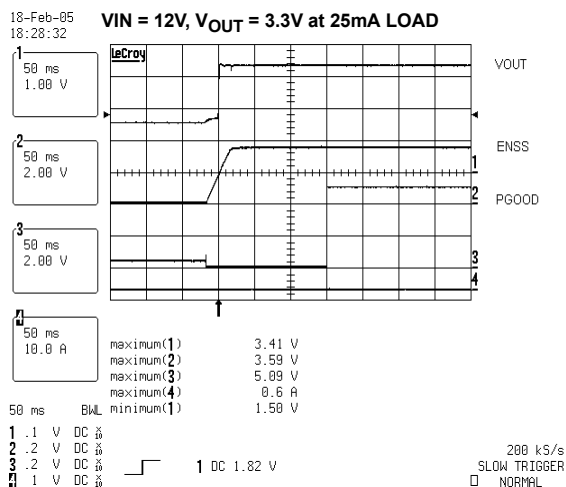 18-Feb-05
18:28:32
VIN = 12V, VOUT = 3.3V at 25mA LOAD
LeCroy
1
50 ms
1.00 V
2
50 ms
2.00 V
3
50 ms
2.00 V
4
50 ms
10.0 A
VOUT
ENSS
1
2
PGOOD
3
4
maximum(1) 3.41 V
maximum(2) 3.59 V
maximum(3) 5.09 V
maximum(4) 0.6 A
minimum(1) 1.50 V
50 ms BWL
1 .1 V DC X10
2 .2 V DC X10
3 .2 V DC X10
4 1 V DC X10
1 DC 1.82 V
200 kS/s
SLOW TRIGGER
NORMAL